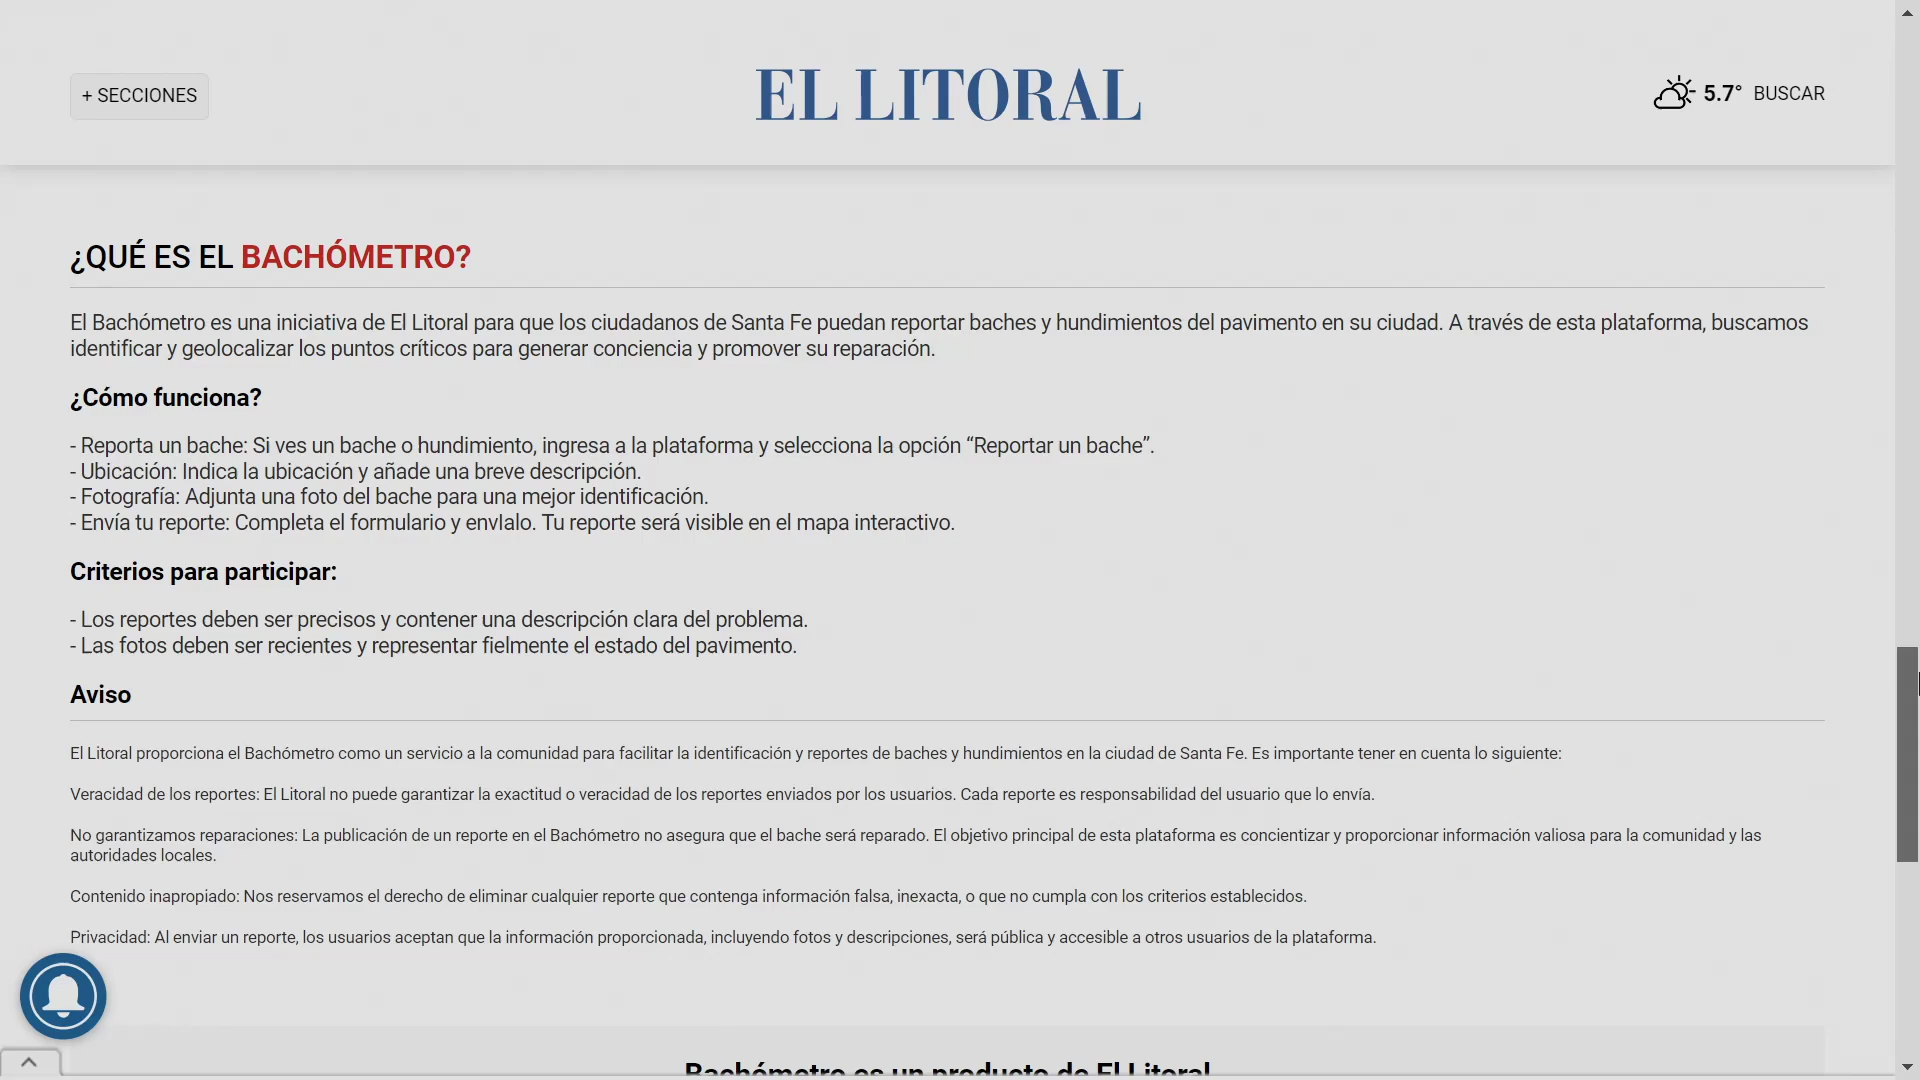 + SECCIONES
EL LITORAL
5.7° BUSCAR
¿QUÉ ES EL BACHÓMETRO?
El Bachómetro es una iniciativa de El Litoral para que los ciudadanos de Santa Fe puedan reportar baches y hundimientos del pavimento en su ciudad. A través de esta plataforma, buscamos
identificar y geolocalizar los puntos críticos para generar conciencia y promover su reparación.
¿Cómo funciona?
- Reporta un bache: Si ves un bache o hundimiento, ingresa a la plataforma y selecciona la opción “Reportar un bache”.
- Ubicación: Indica la ubicación y añade una breve descripción.
- Fotografía: Adjunta una foto del bache para una mejor identificación.
- Envía tu reporte: Completa el formulario y envlalo. Tu reporte será visible en el mapa interactivo.
Criterios para participar:
- Los reportes deben ser precisos y contener una descripción clara del problema.
- Las fotos deben ser recientes y representar fielmente el estado del pavimento.
Aviso
El Litoral proporciona el Bachómetro como un servicio a la comunidad para facilitar la identificación y reportes de baches y hundimientos en la ciudad de Santa Fe. Es importante tener en cuenta lo siguiente:
Veracidad de los reportes: El Litoral no puede garantizar la exactitud o veracidad de los reportes enviados por los usuarios. Cada reporte es responsabilidad del usuario que lo envía.
No garantizamos reparaciones: La publicación de un reporte en el Bachómetro no asegura que el bache será reparado. El objetivo principal de esta plataforma es concientizar y proporcionar información valiosa para la comunidad y las
autoridades locales.
Contenido inapropiado: Nos reservamos el derecho de eliminar cualquier reporte que contenga información falsa, inexacta, o que no cumpla con los criterios establecidos.
Privacidad: Al enviar un reporte, los usuarios aceptan que la información proporcionada, incluyendo fotos y descripciones, será pública y accesible a otros usuarios de la plataforma.
Bachómetro es un producto de El Litoral